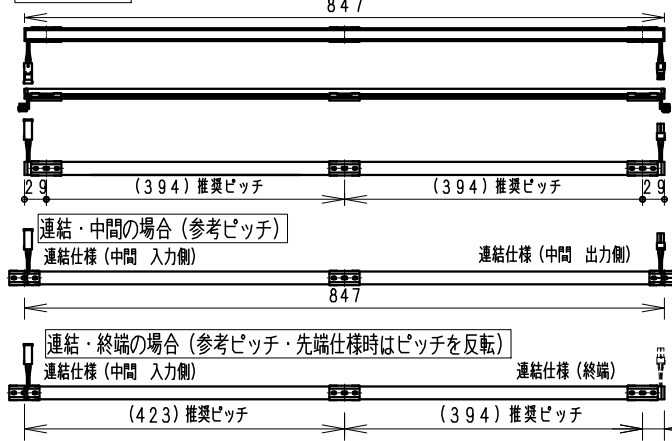 847
29 (394)推奨ピッチ (394)推奨ピッチ 29
連結・中間の場合(参考ピッチ)
連結仕様(中間 入力側) 連結仕様(中間 出力側)
847
連結・終端の場合(参考ピッチ・先端仕様時はピッチを反転)
連結仕様(中間 入力側) 連結仕様(終端)
(423)推奨ピッチ (394)推奨ピッチ